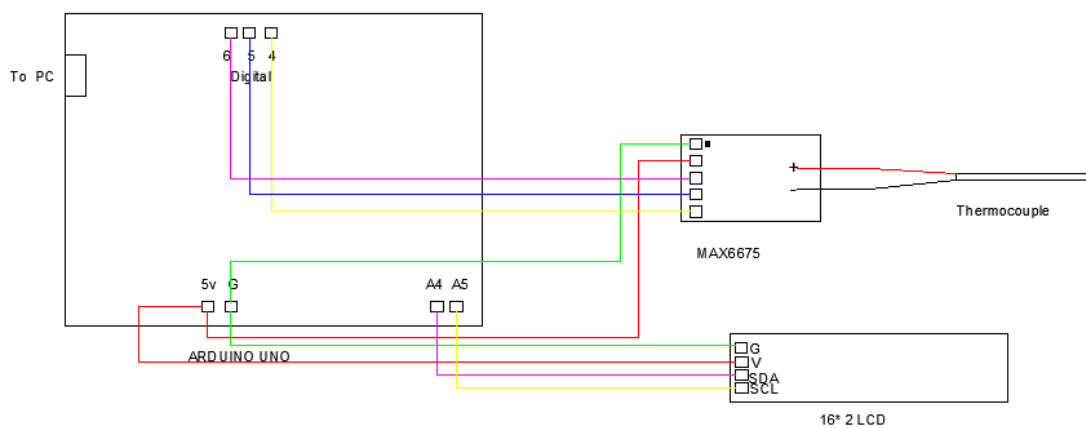 6 5 4
Digital
To PC
+
-
MAX6675
Thermocouple
5v G
A4 A5
ARDUINO UNO
G
V
SDA
SCL
16* 2 LCD